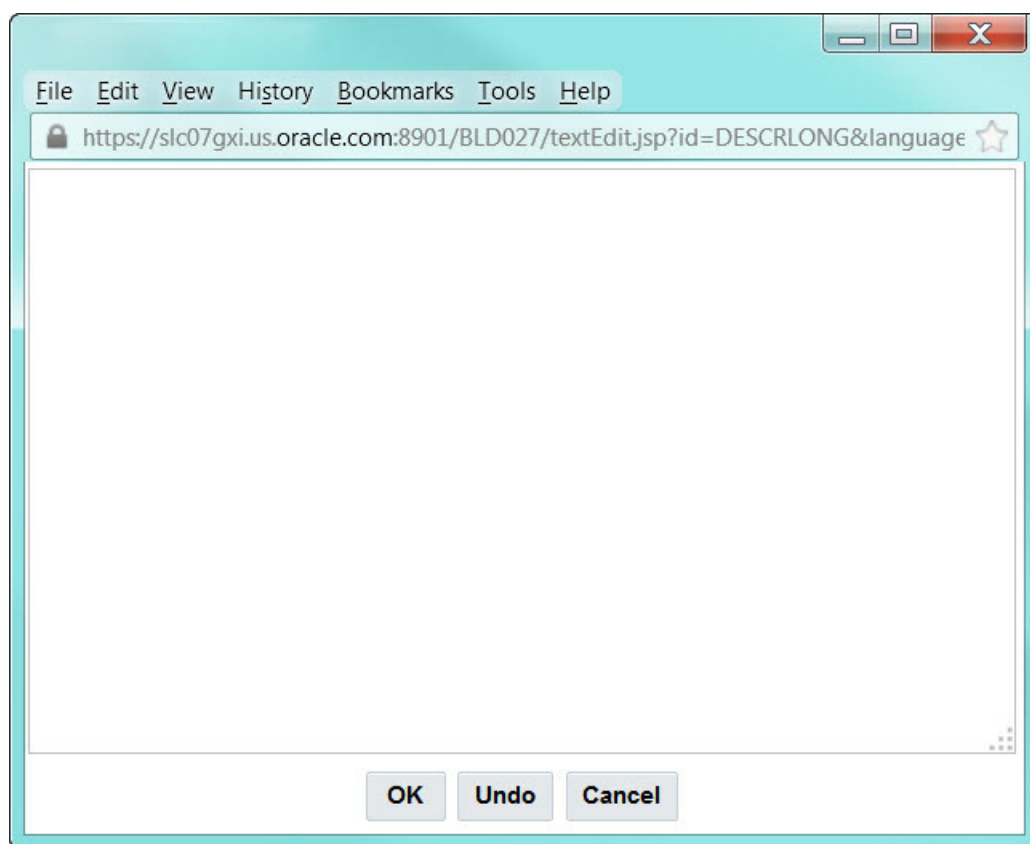 File Edit View History Bookmarks Tools Help
https://slc07gxi.us.oracle.com:8901/BLD027/textEdit.jsp?id=DESCRLONG&language
OK Undo Cancel